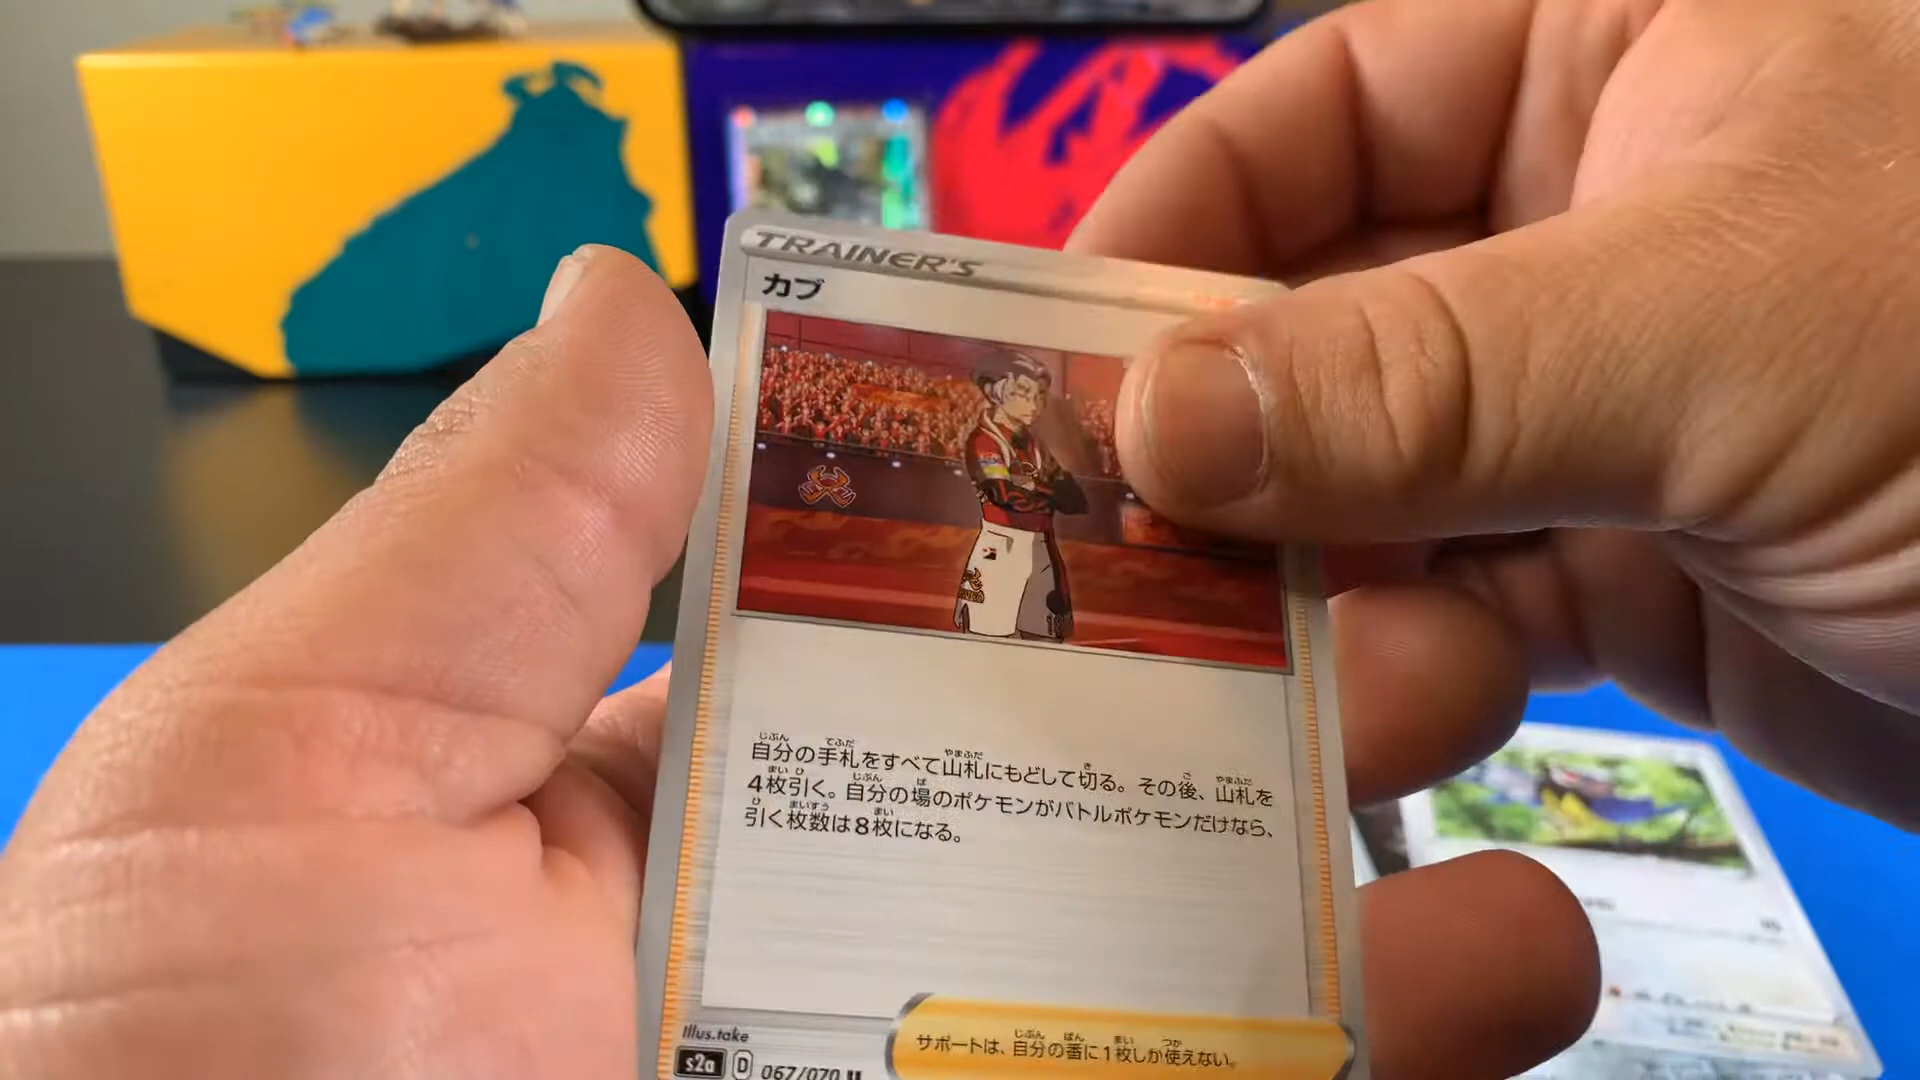 TRAINER'S
カブ
自分の手札をすべて山札にもどして切る。その後、山札を
4枚引く。自分の場のポケモンがバトルポケモンだけなら、
引く枚数は8枚になる。
Illus.take
サポートは、自分の番に1枚しか使えない。
s2a D 067/070 U